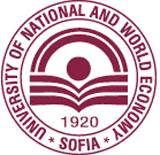 UNIVERSITY OF NATIONAL AND WORLD ECONOMY
1920
* SOFIA *